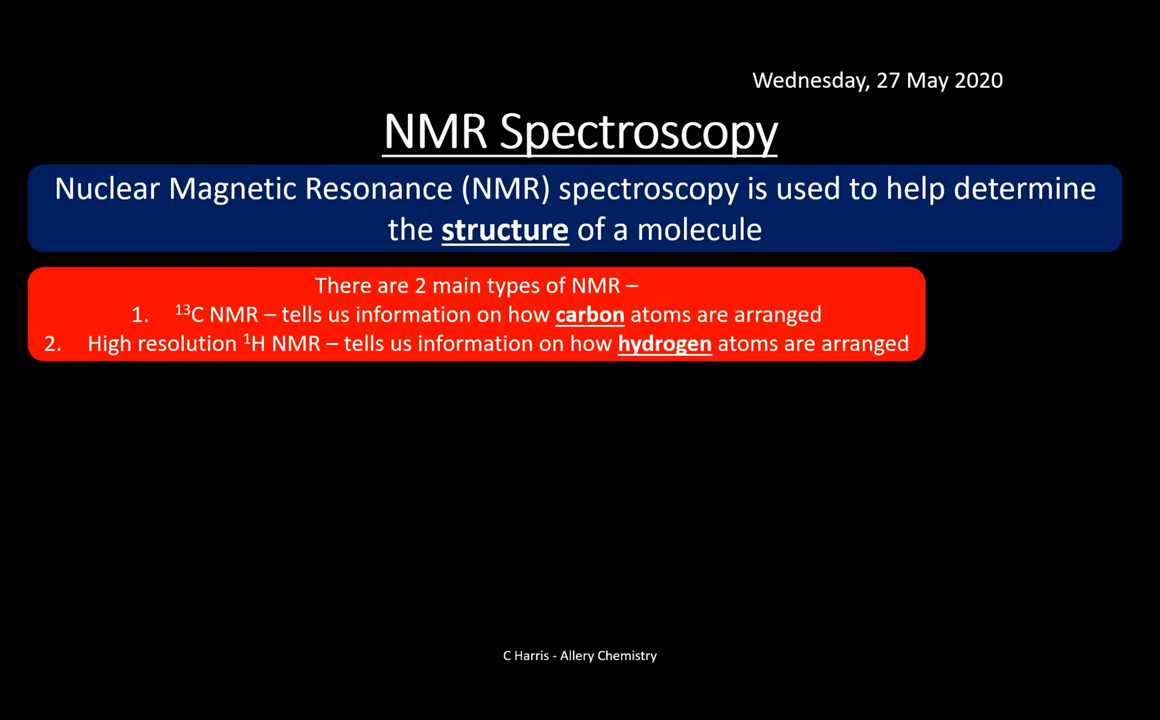 Wednesday, 27 May 2020
NMR Spectroscopy
Nuclear Magnetic Resonance (NMR) spectroscopy is used to help determine
the structure of a molecule
There are 2 main types of NMR –
1. ¹³C NMR – tells us information on how carbon atoms are arranged
2. High resolution ¹H NMR – tells us information on how hydrogen atoms are arranged
C Harris - Allery Chemistry